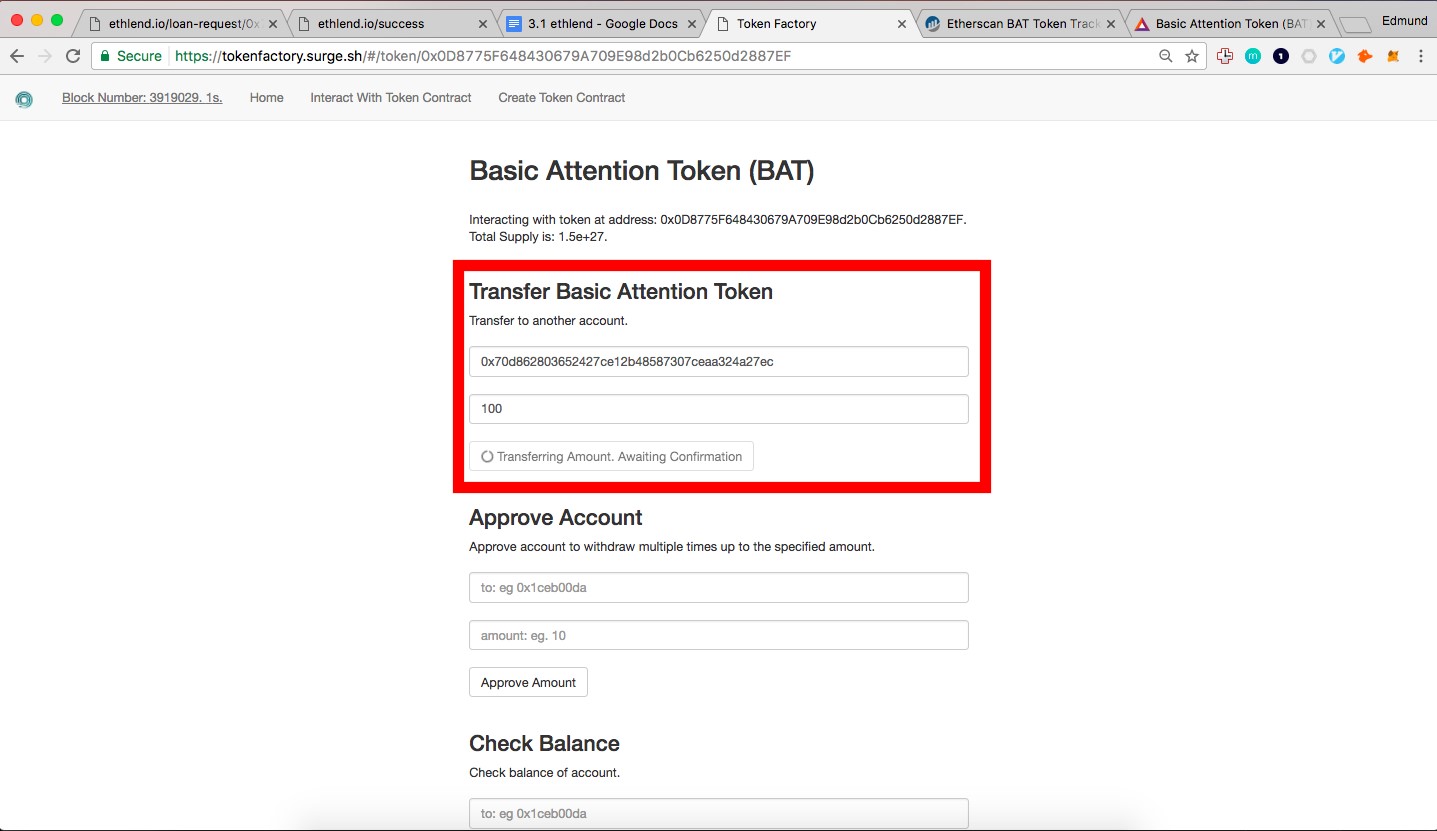 ethlend.io/loan-request/0x
ethlend.io/success
3.1 ethlend - Google Docs
Token Factory
Etherscan BAT Token Track
Basic Attention Token (BAT)
Edmund
Secure
https://tokenfactory.surge.sh/#/token/0x0D8775F648430679A709E98d2b0Cb6250d2887EF
m
1
Block Number: 3919029. 1s.
Home
Interact With Token Contract
Create Token Contract
Basic Attention Token (BAT)
Interacting with token at address: 0x0D8775F648430679A709E98d2b0Cb6250d2887EF.
Total Supply is: 1.5e+27.
Transfer Basic Attention Token
Transfer to another account.
0x70d862803652427ce12b48587307ceaa324a27ec
100
Transferring Amount. Awaiting Confirmation
Approve Account
Approve account to withdraw multiple times up to the specified amount.
to: eg 0x1ceb00da
amount: eg. 10
Approve Amount
Check Balance
Check balance of account.
to: eg 0x1ceb00da